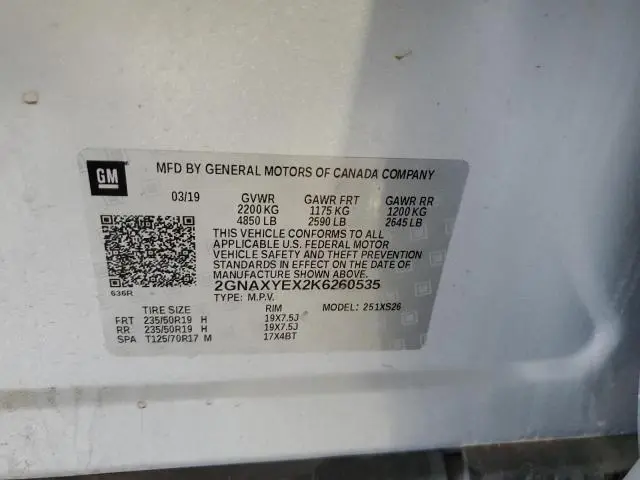 GM
MFD BY GENERAL MOTORS OF CANADA COMPANY
03/19 GVWR GAWR FRT GAWR RR
2200 KG 1175 KG 1200 KG
4850 LB 2590 LB 2645 LB
THIS VEHICLE CONFORMS TO ALL
APPLICABLE U.S. FEDERAL MOTOR
VEHICLE SAFETY AND THEFT PREVENTION
STANDARDS IN EFFECT ON THE DATE OF
MANUFACTURE SHOWN ABOVE.
636R 2GNAXYEX2K6260535
TYPE: M.P.V. MODEL: 251XS26
TIRE SIZE RIM
FRT 235/50R19 H 19X7.5J
RR 235/50R19 H 19X7.5J
SPA T125/70R17 M 17X4BT